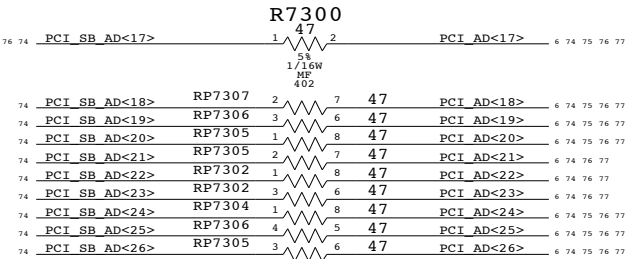 R7300
47
76 74 PCI_SB_AD<17> 1 2 PCI_AD<17> 6 74 75 76 77
5%
1/16W
MF
402
74 PCI_SB_AD<18> RP7307 2 7 47 PCI_AD<18> 6 74 75 76 77
74 PCI_SB_AD<19> RP7306 3 6 47 PCI_AD<19> 6 74 75 76 77
74 PCI_SB_AD<20> RP7305 1 8 47 PCI_AD<20> 6 74 75 76 77
74 PCI_SB_AD<21> RP7305 2 7 47 PCI_AD<21> 6 74 76 77
74 PCI_SB_AD<22> RP7302 1 8 47 PCI_AD<22> 6 74 75 76 77
74 PCI_SB_AD<23> RP7302 3 6 47 PCI_AD<23> 6 74 76 77
74 PCI_SB_AD<24> RP7304 1 8 47 PCI_AD<24> 6 74 75 76 77
74 PCI_SB_AD<25> RP7306 4 5 47 PCI_AD<25> 6 74 75 76 77
74 PCI_SB_AD<26> RP7305 3 6 47 PCI_AD<26> 6 74 75 76 77